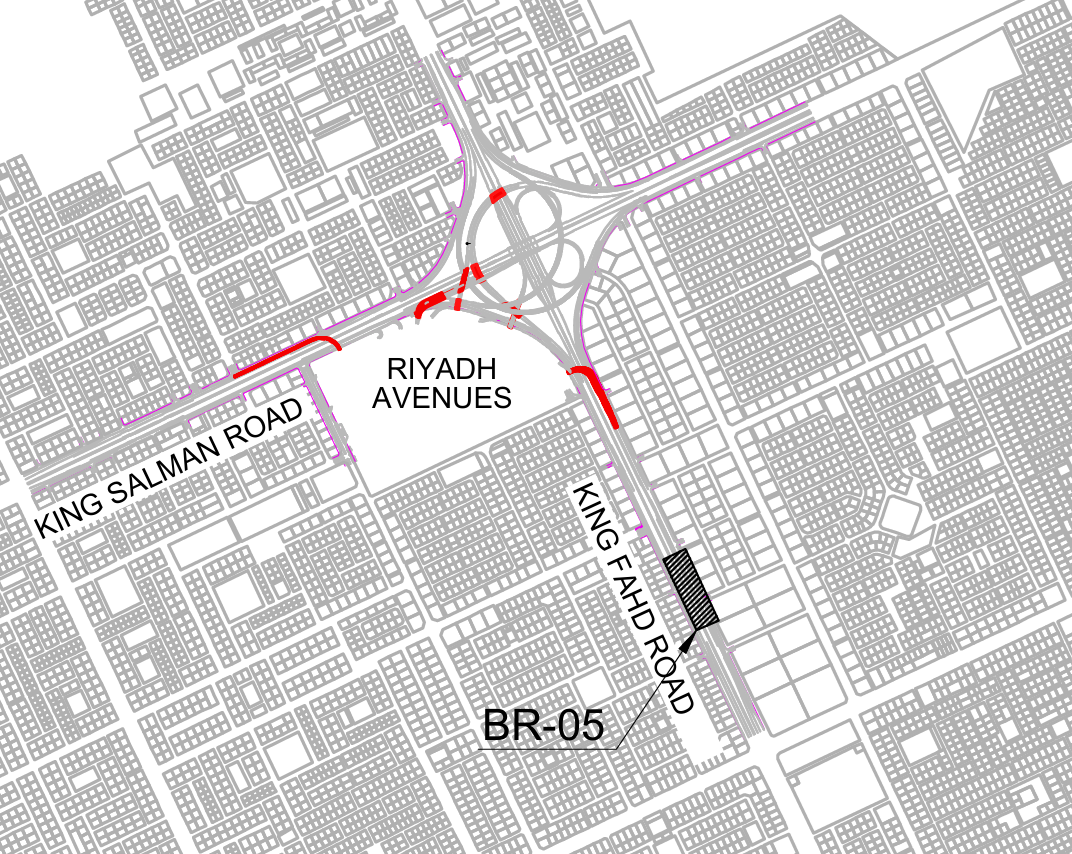 RIYADH
AVENUES
KING SALMAN ROAD
KING FAHD ROAD
BR-05